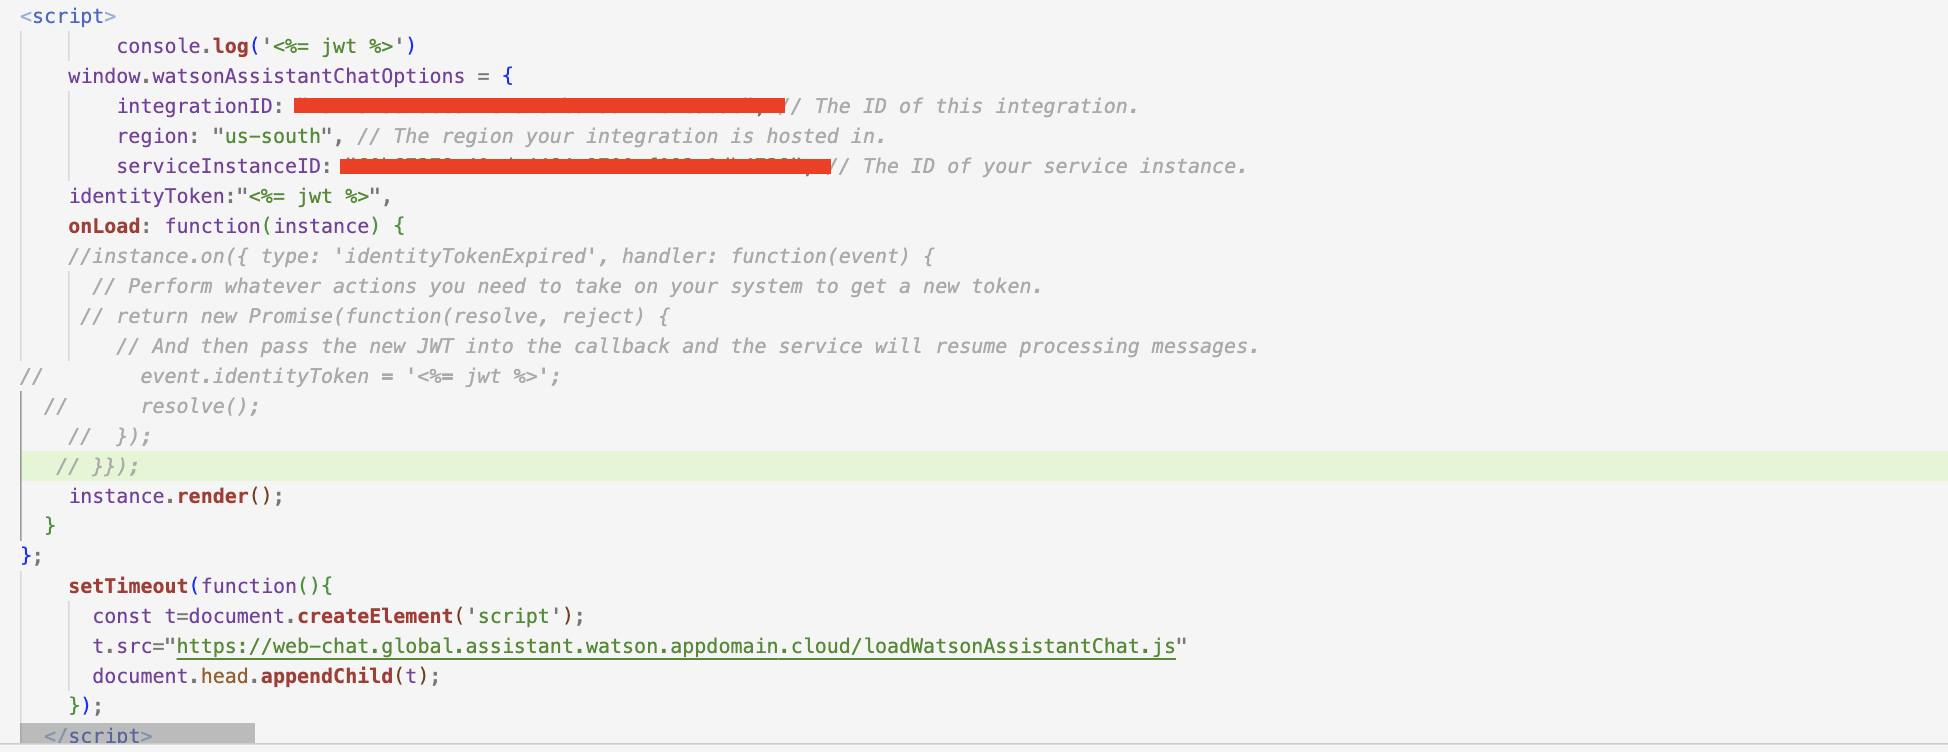 <script>
console.log('<%= jwt %>')
window.watsonAssistantChatOptions = {
integrationID: // The ID of this integration.
region: "us-south", // The region your integration is hosted in.
serviceInstanceID: // The ID of your service instance.
identityToken:"<%= jwt %>",
onLoad: function(instance) {
//instance.on({ type: 'identityTokenExpired', handler: function(event) {
// Perform whatever actions you need to take on your system to get a new token.
// return new Promise(function(resolve, reject) {
// And then pass the new JWT into the callback and the service will resume processing messages.
// event.identityToken = '<%= jwt %>';
// resolve();
// });
// }});
instance.render();
}
};
setTimeout(function(){
const t=document.createElement('script');
t.src="https://web-chat.global.assistant.watson.appdomain.cloud/loadWatsonAssistantChat.js"
document.head.appendChild(t);
});
</script>